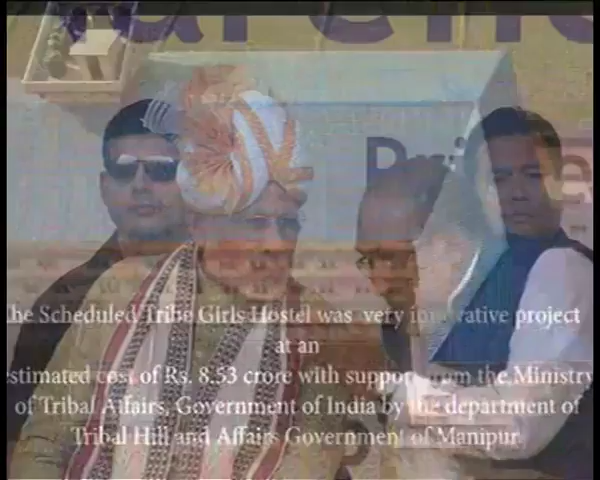 the Scheduled Tribe Girls Hostel was very innovative project
at an
estimated cost of Rs. 8.53 crore with support from the Ministry
of Tribal Affairs, Government of India by the department of
Tribal Hill and Affairs Government of Manipur.